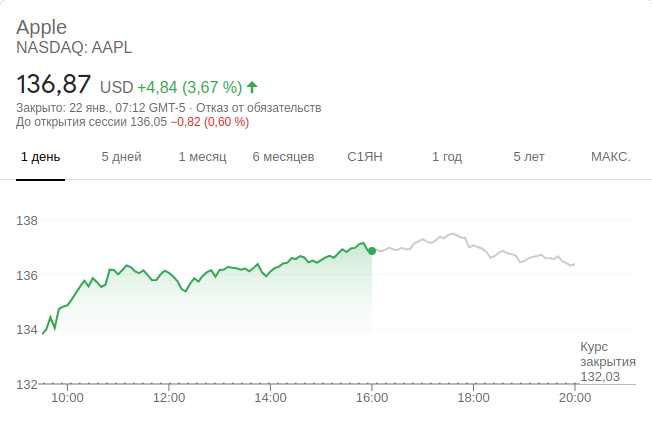 Apple
NASDAQ: AAPL
136,87 USD +4,84 (3,67 %)
Закрыто: 22 янв., 07:12 GMT-5 · Отказ от обязательств
До открытия сессии 136,05 −0,82 (0,60 %)
1 день 5 дней 1 месяц 6 месяцев С1ЯН 1 год 5 лет МАКС.
138
136
134
Курс
закрытия
132,03
132
10:00 12:00 14:00 16:00 18:00 20:00